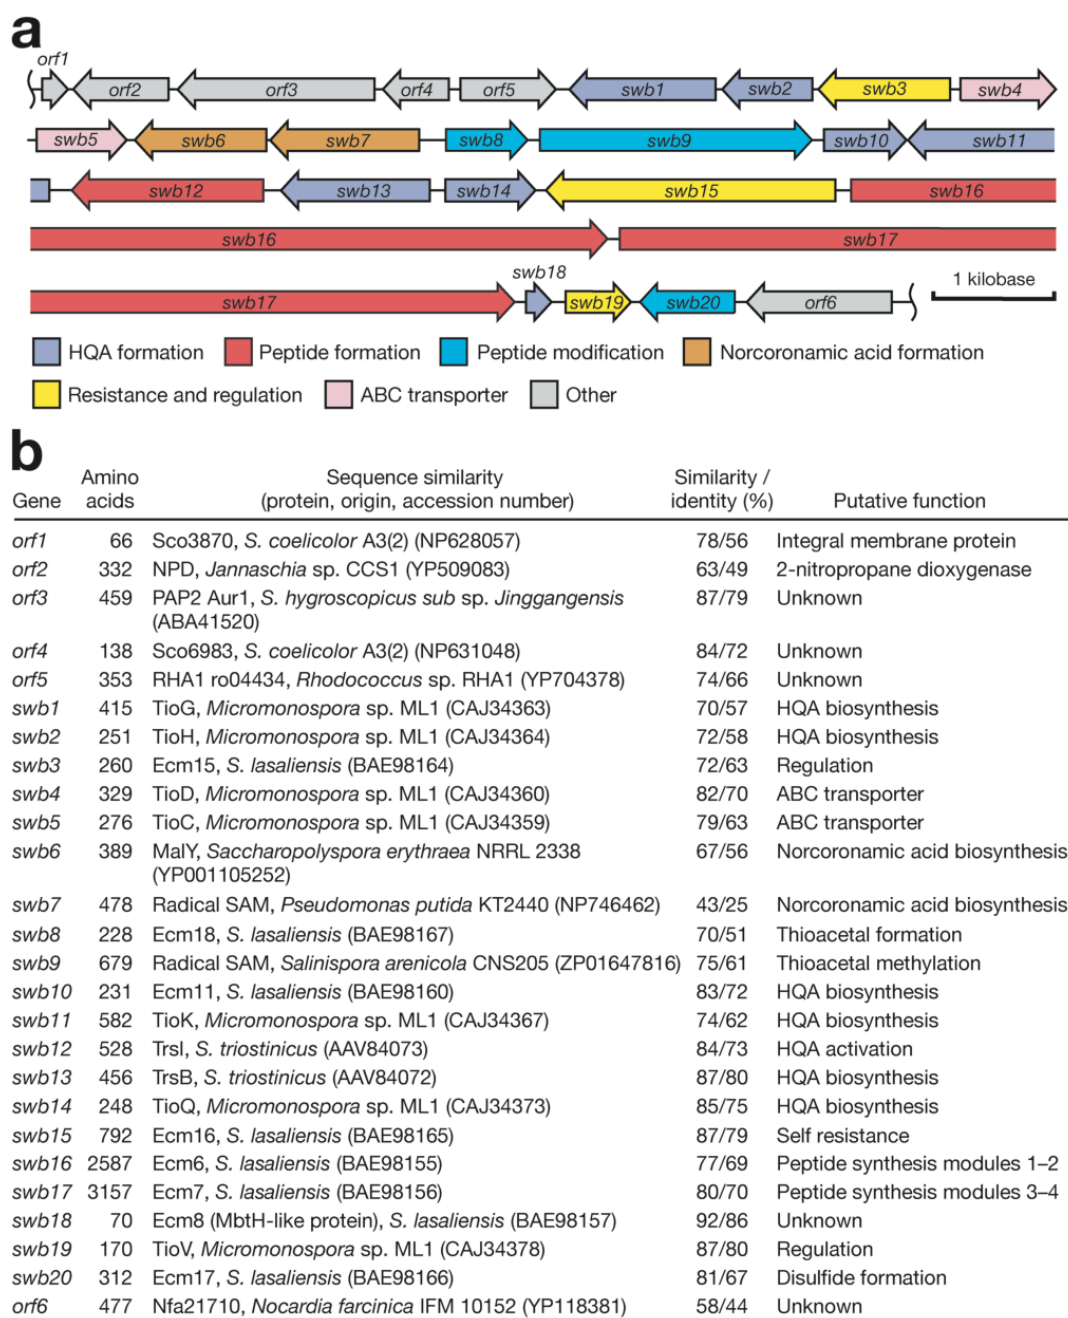 a
orf1
orf2 orf3 orf4 orf5 swb1 swb2 swb3 swb4
swb5 swb6 swb7 swb8 swb9 swb10 swb11
swb12 swb13 swb14 swb15 swb16
swb16 swb17
swb18
1 kilobase
swb17 swb19 swb20 orf6
HQA formation Peptide formation Peptide modification Norcoronamic acid formation
Resistance and regulation ABC transporter Other
b
Amino Sequence similarity Similarity /
Gene acids (protein, origin, accession number) identity (%) Putative function
orf1 66 Sco3870, S. coelicolor A3(2) (NP628057) 78/56 Integral membrane protein
orf2 332 NPD, Jannaschia sp. CCS1 (YP509083) 63/49 2-nitropropane dioxygenase
orf3 459 PAP2 Aur1, S. hygroscopicus sub sp. Jinggangensis 87/79 Unknown
(ABA41520)
orf4 138 Sco6983, S. coelicolor A3(2) (NP631048) 84/72 Unknown
orf5 353 RHA1 ro04434, Rhodococcus sp. RHA1 (YP704378) 74/66 Unknown
swb1 415 TioG, Micromonospora sp. ML1 (CAJ34363) 70/57 HQA biosynthesis
swb2 251 TioH, Micromonospora sp. ML1 (CAJ34364) 72/58 HQA biosynthesis
swb3 260 Ecm15, S. lasaliensis (BAE98164) 72/63 Regulation
swb4 329 TioD, Micromonospora sp. ML1 (CAJ34360) 82/70 ABC transporter
swb5 276 TioC, Micromonospora sp. ML1 (CAJ34359) 79/63 ABC transporter
swb6 389 MalY, Saccharopolyspora erythraea NRRL 2338 67/56 Norcoronamic acid biosynthesis
(YP001105252)
swb7 478 Radical SAM, Pseudomonas putida KT2440 (NP746462) 43/25 Norcoronamic acid biosynthesis
swb8 228 Ecm18, S. lasaliensis (BAE98167) 70/51 Thioacetal formation
swb9 679 Radical SAM, Salinispora arenicola CNS205 (ZP01647816) 75/61 Thioacetal methylation
swb10 231 Ecm11, S. lasaliensis (BAE98160) 83/72 HQA biosynthesis
swb11 582 TioK, Micromonospora sp. ML1 (CAJ34367) 74/62 HQA biosynthesis
swb12 528 TrsI, S. triostinicus (AAV84073) 84/73 HQA activation
swb13 456 TrsB, S. triostinicus (AAV84072) 87/80 HQA biosynthesis
swb14 248 TioQ, Micromonospora sp. ML1 (CAJ34373) 85/75 HQA biosynthesis
swb15 792 Ecm16, S. lasaliensis (BAE98165) 87/79 Self resistance
swb16 2587 Ecm6, S. lasaliensis (BAE98155) 77/69 Peptide synthesis modules 1–2
swb17 3157 Ecm7, S. lasaliensis (BAE98156) 80/70 Peptide synthesis modules 3–4
swb18 70 Ecm8 (MbtH-like protein), S. lasaliensis (BAE98157) 92/86 Unknown
swb19 170 TioV, Micromonospora sp. ML1 (CAJ34378) 87/80 Regulation
swb20 312 Ecm17, S. lasaliensis (BAE98166) 81/67 Disulfide formation
orf6 477 Nfa21710, Nocardia farcinica IFM 10152 (YP118381) 58/44 Unknown